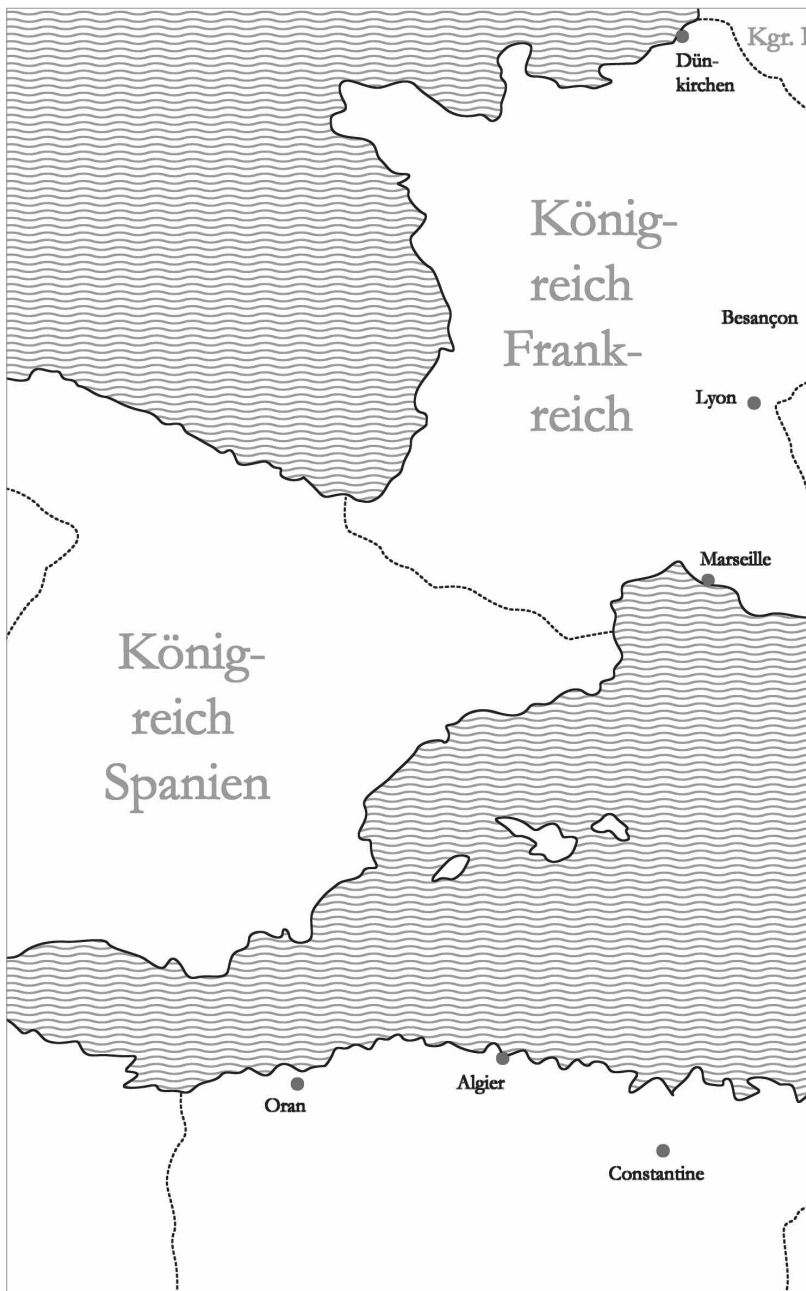 Kgr.
Dün-
kirchen
König-
reich
Frank-
reich
Besançon
Lyon
Marseille
König-
reich
Spanien
Algier
Oran
Constantine